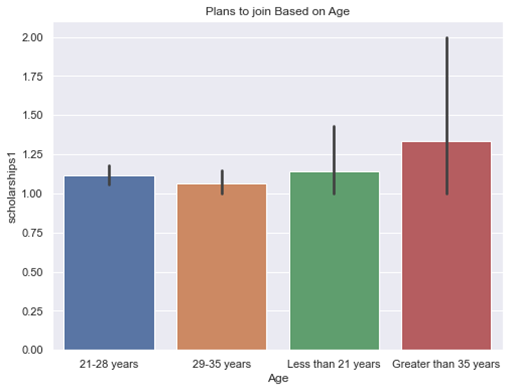 Plans to join Based on Age
2.00
1.75
1.50
1.25
1.00
0.75
0.50
0.25
0.00
scholarships1
21-28 years
29-35 years
Less than 21 years
Greater than 35 years
Age